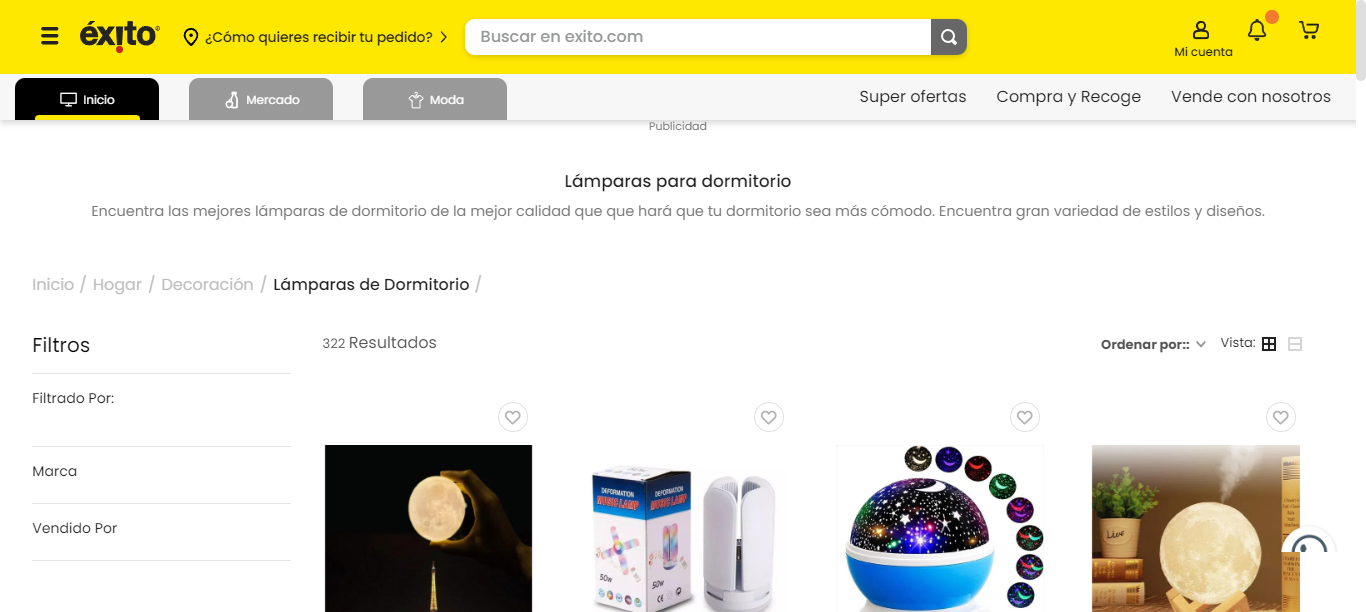 éxito
¿Cómo quieres recibir tu pedido?
Buscar en exito.com
Mi cuenta
Inicio
Mercado
Moda
Super ofertas
Compra y Recoge
Vende con nosotros
Publicidad
Lámparas para dormitorio
Encuentra las mejores lámparas de dormitorio de la mejor calidad que que hará que tu dormitorio sea más cómodo. Encuentra gran variedad de estilos y diseños.
Inicio / Hogar / Decoración / Lámparas de Dormitorio /
Filtros
322 Resultados
Ordenar por::
Vista:
Filtrado Por:
Marca
Vendido Por
DEFORMATION
MUSIC LAMP
50w
DEFORMATION
MUSIC LAMP
50w
Live